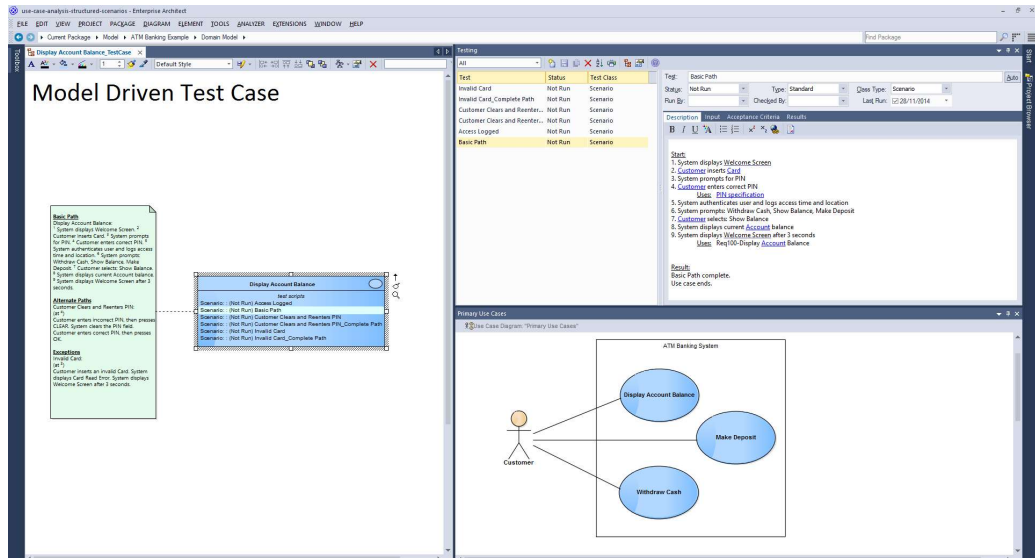 use-case-analysis-structured-scenarios - Enterprise Architect
FILE EDIT VIEW PROJECT PACKAGE DIAGRAM ELEMENT TOOLS ANALYZER EXTENSIONS WINDOW HELP
Current Package Model ATM Banking Example Domain Model
Find Package
Toolbox
Display Account Balance_TestCase
1 Default Style
Model Driven Test Case
Basic Path
Display Account Balance:
1 System displays Welcome Screen. 2
Customer inserts Card. 3 System prompts
for PIN. 4 Customer enters correct PIN. 5
System authenticates user and logs access
time and location. 6 System prompts:
Withdraw Cash, Show Balance, Make
Deposit. 7 Customer selects: Show Balance.
8 System displays current Account balance.
9 System displays Welcome Screen after 3
seconds.
Alternate Paths
Customer Clears and Reenters PIN:
(at 4)
Customer enters incorrect PIN, then presses
CLEAR. System clears the PIN field.
Customer enters correct PIN, then presses
OK.
Exceptions
Invalid Card:
(at 2)
Customer inserts an invalid Card. System
displays Card Read Error. System displays
Welcome Screen after 3 seconds.
Display Account Balance
test scripts
Scenario: : (Not Run) Access Logged
Scenario: : (Not Run) Basic Path
Scenario: : (Not Run) Customer Clears and Reenters PIN
Scenario: : (Not Run) Customer Clears and Reenters PIN_Complete Path
Scenario: : (Not Run) Invalid Card
Scenario: : (Not Run) Invalid Card_Complete Path
Testing
All
Test Status Test Class
Invalid Card Not Run Scenario
Invalid Card_Complete Path Not Run Scenario
Customer Clears and Reenter... Not Run Scenario
Customer Clears and Reenter... Not Run Scenario
Access Logged Not Run Scenario
Basic Path Not Run Scenario
Test: Basic Path Auto
Status: Not Run Type: Standard Class Type: Scenario
Run By: Checked By: Last Run: 28/11/2014
Description Input Acceptance Criteria Results
B I U A
Start:
1. System displays Welcome Screen
2. Customer inserts Card
3. System prompts for PIN
4. Customer enters correct PIN
Uses: PIN specification
5. System authenticates user and logs access time and location
6. System prompts: Withdraw Cash, Show Balance, Make Deposit
7. Customer selects: Show Balance
8. System displays current Account balance
9. System displays Welcome Screen after 3 seconds
Uses: Req100-Display Account Balance
Result:
Basic Path complete.
Use case ends.
Primary Use Cases
Use Case Diagram: "Primary Use Cases"
ATM Banking System
Display Account Balance
Make Deposit
Customer
Withdraw Cash
Start
Project Browser